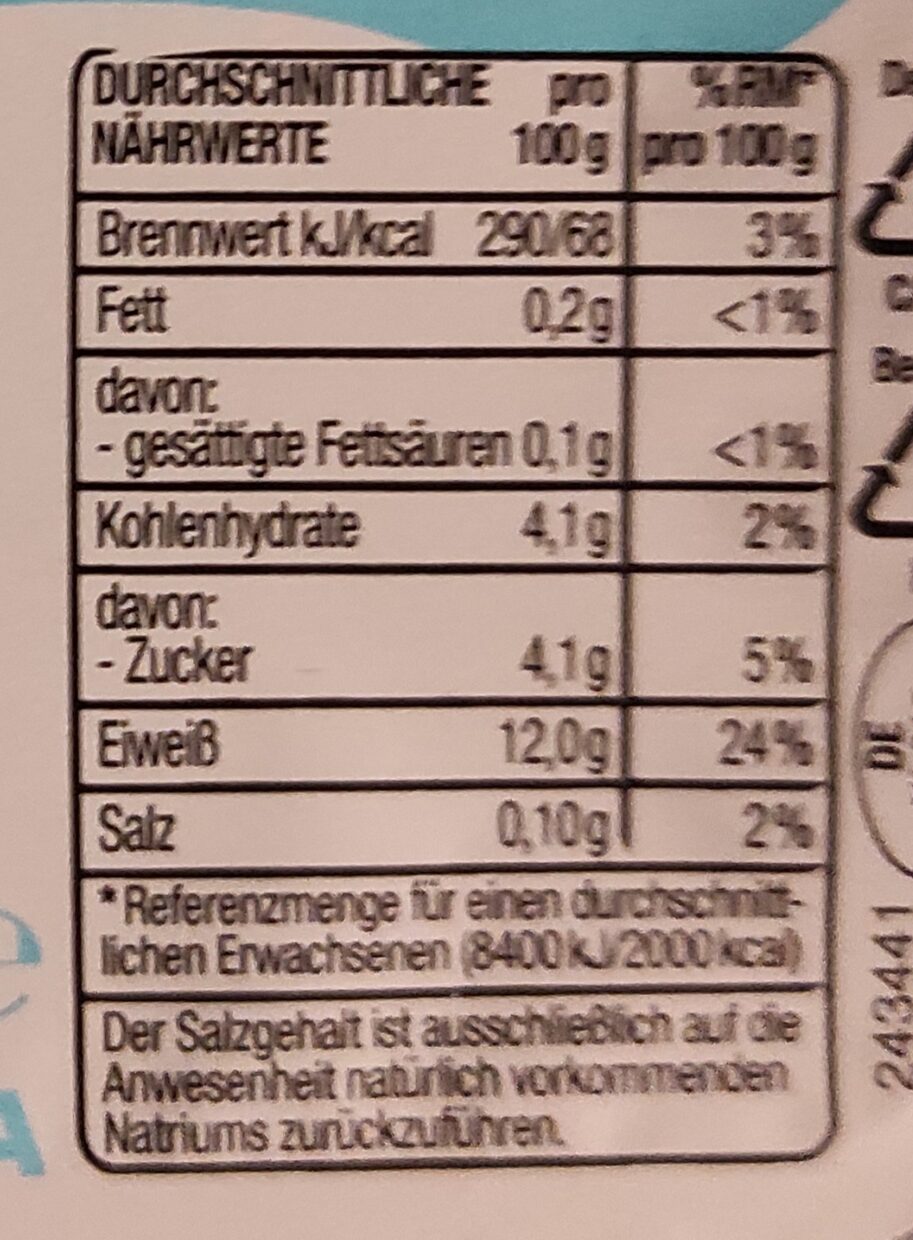 DURCHSCHNITTLICHE pro % RM*
NÄHRWERTE 100 g pro 100 g
Brennwert kJ/kcal 290/68 3%
Fett 0,2g <1%
davon:
- gesättigte Fettsäuren 0,1g <1%
Kohlenhydrate 4,1g 2%
davon:
- Zucker 4,1g 5%
Eiweiß 12,0g 24%
Salz 0,10g 2%
* Referenzmenge für einen durchschnitt-
lichen Erwachsenen (8400 kJ/2000 kcal)
Der Salzgehalt ist ausschließlich auf die
Anwesenheit natürlich vorkommenden
Natriums zurückzuführen.
DE
243441